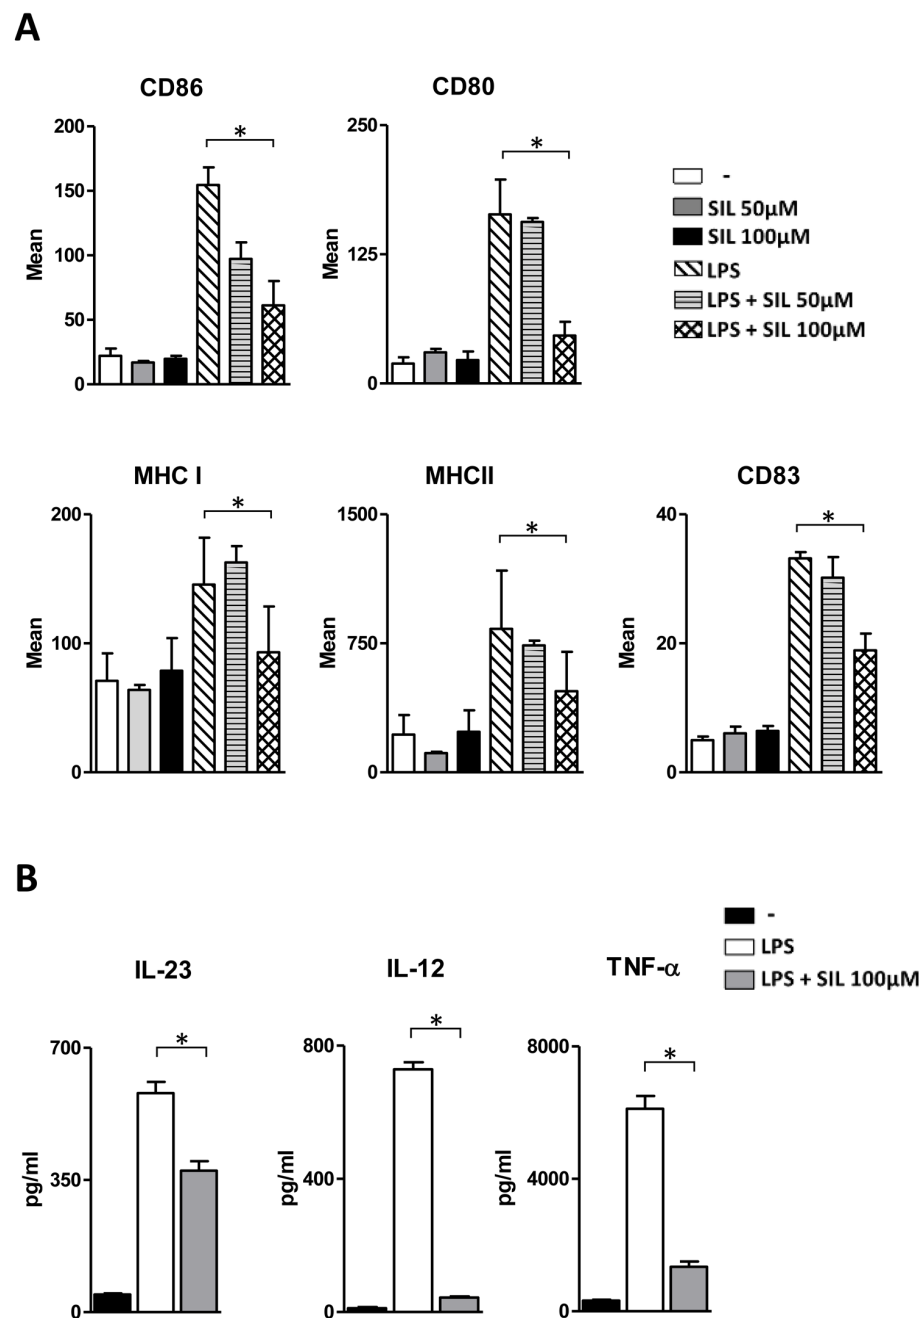 A
CD86
CD80
200
150
100
50
0
Mean
*
250
125
0
Mean
*
-
SIL 50μM
SIL 100μM
LPS
LPS + SIL 50μM
LPS + SIL 100μM
MHC I
MHCII
CD83
200
100
0
Mean
*
1500
750
0
Mean
*
40
20
0
Mean
*
B
-
LPS
LPS + SIL 100μM
IL-23
IL-12
TNF-α
700
350
0
pg/ml
*
800
400
0
pg/ml
*
8000
4000
0
pg/ml
*